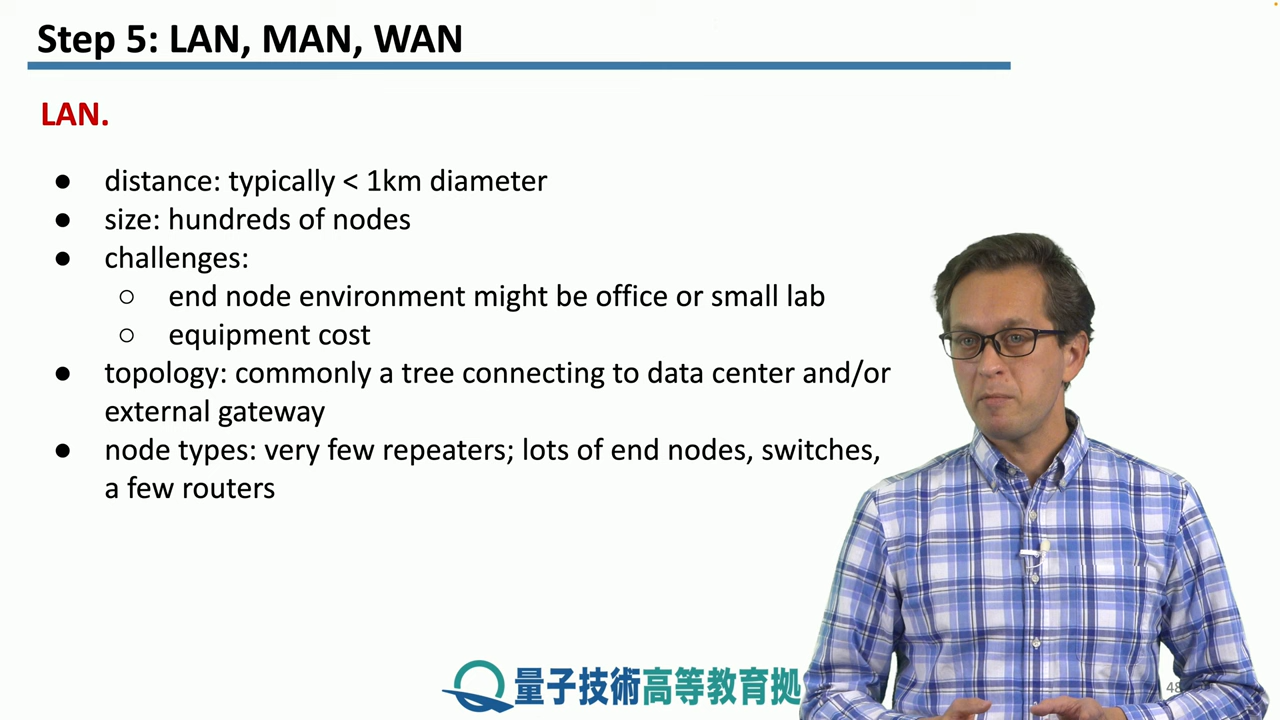 Step 5: LAN, MAN, WAN
LAN.
● distance: typically < 1km diameter
● size: hundreds of nodes
● challenges:
○ end node environment might be office or small lab
○ equipment cost
● topology: commonly a tree connecting to data center and/or
external gateway
● node types: very few repeaters; lots of end nodes, switches,
a few routers
量子技術高等教育拠